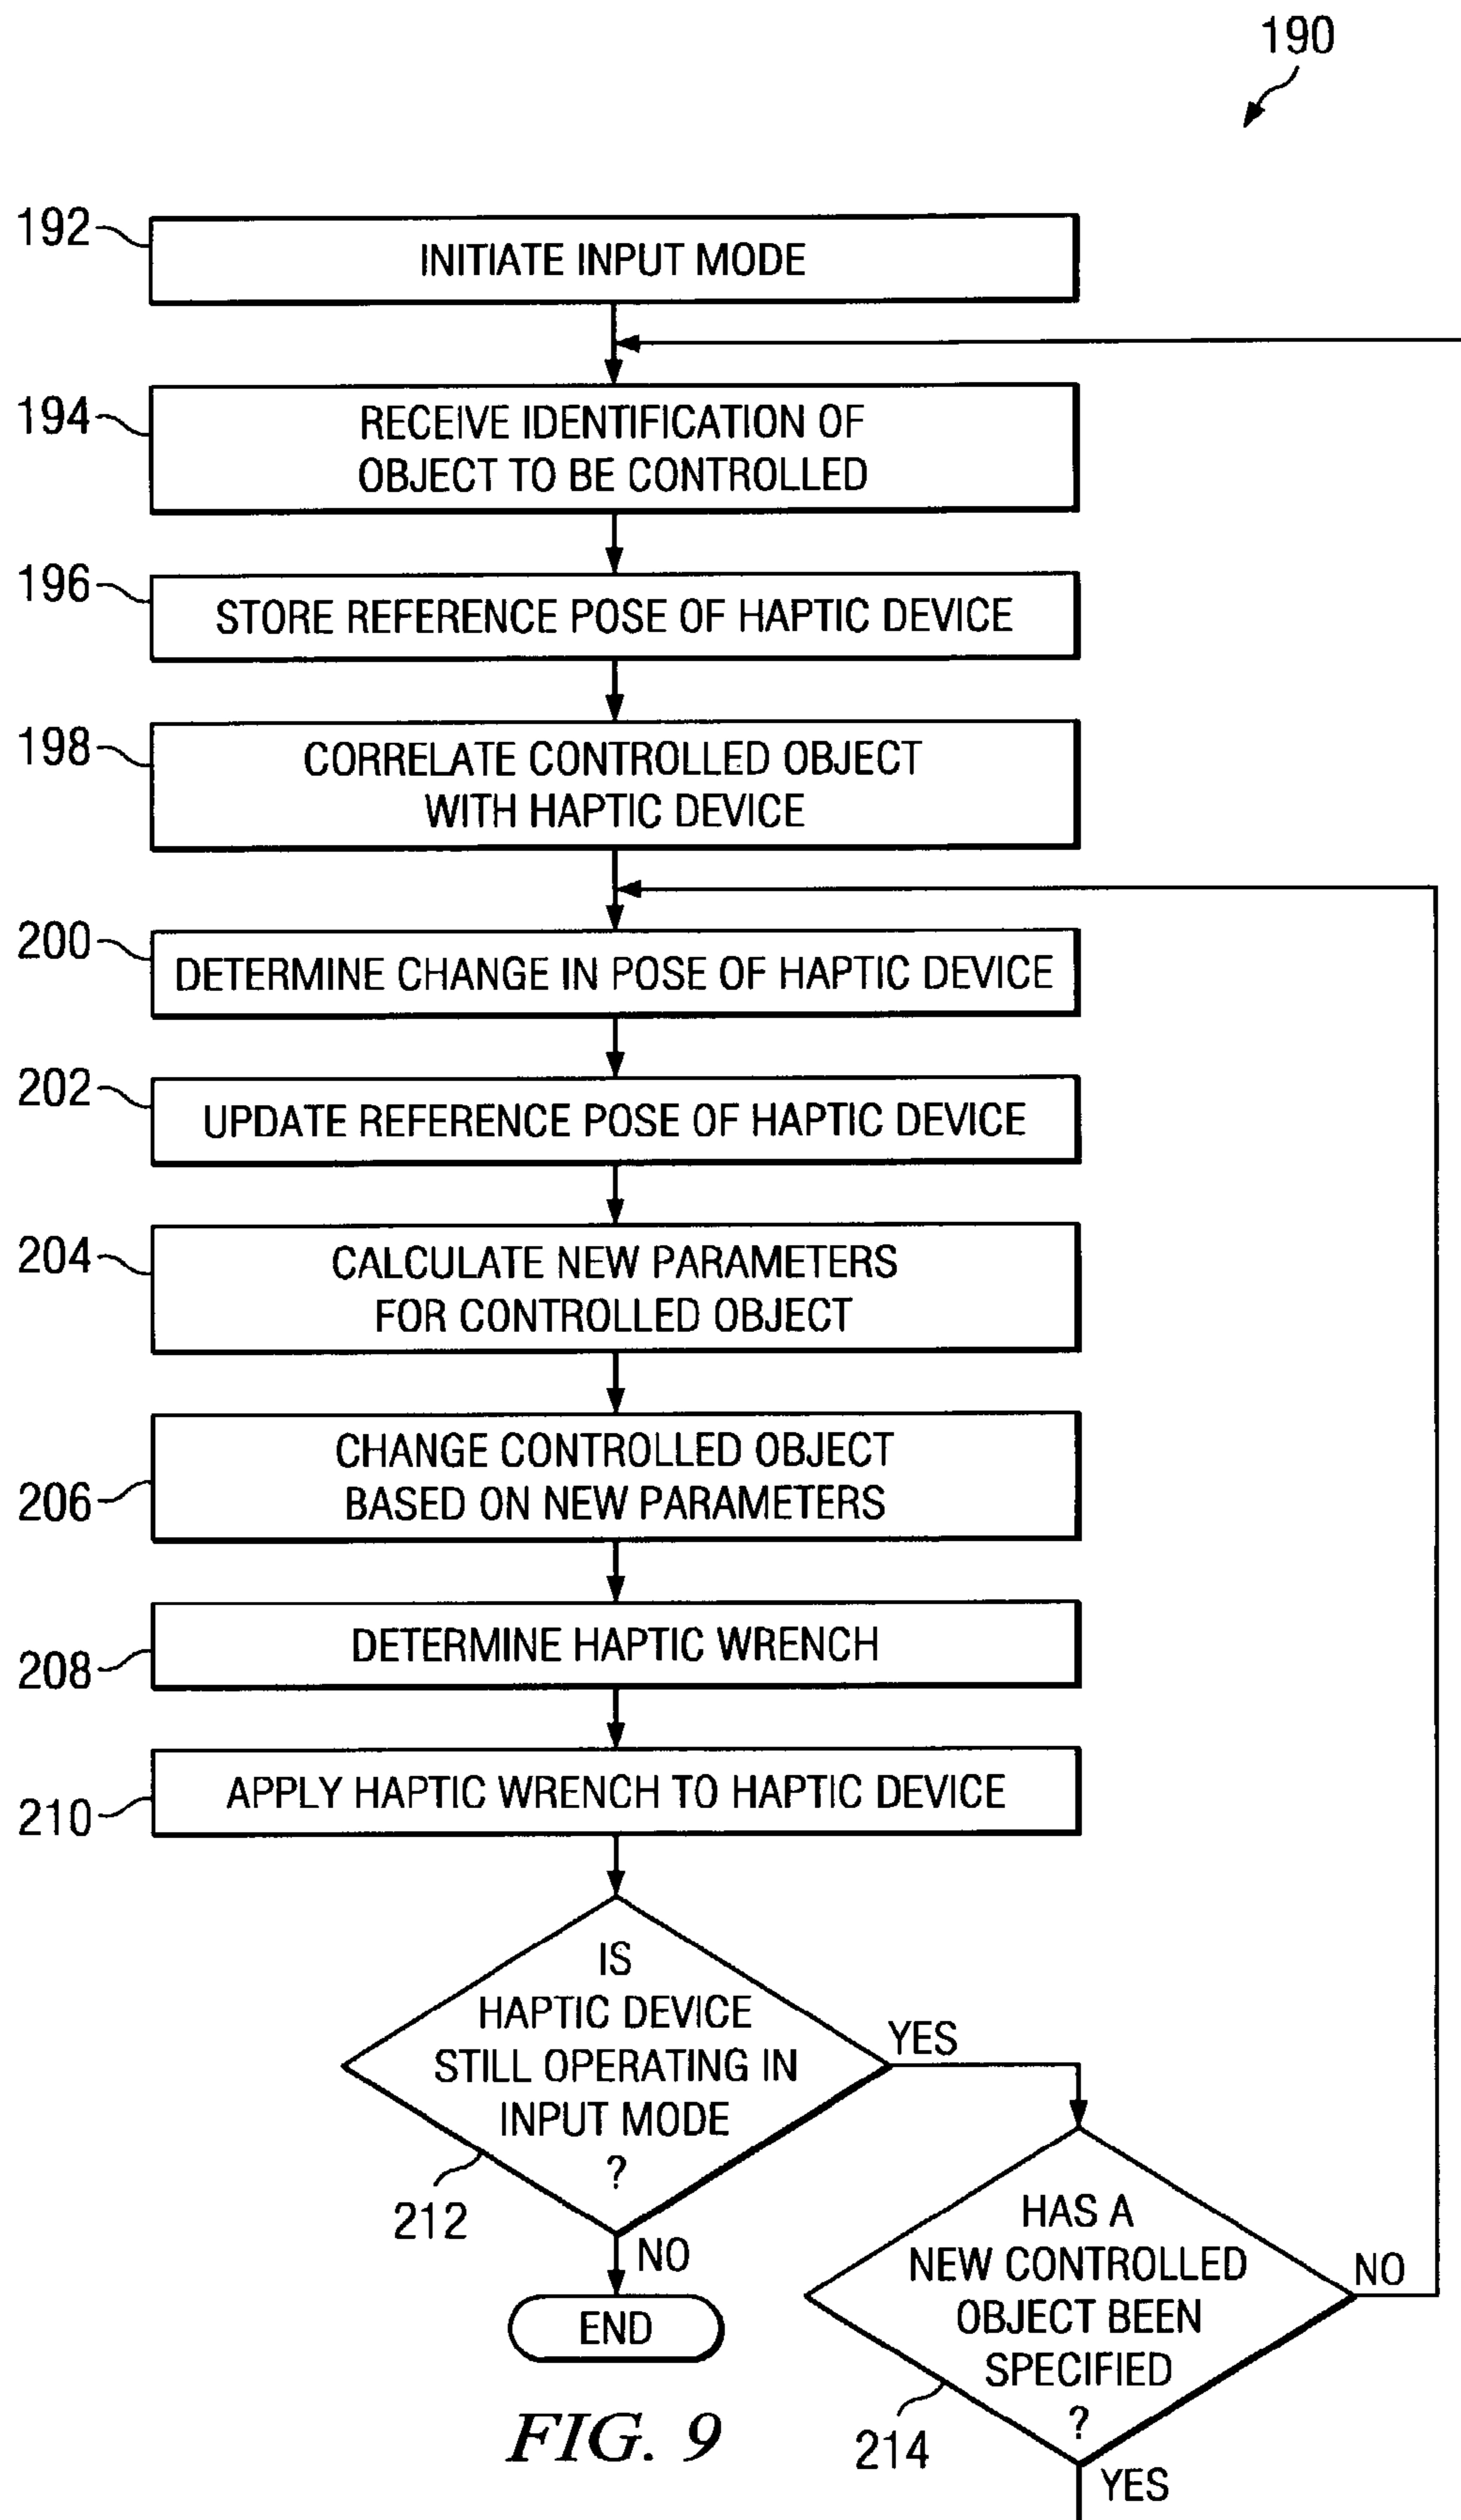 190
192
INITIATE INPUT MODE
194
RECEIVE IDENTIFICATION OF
OBJECT TO BE CONTROLLED
196
STORE REFERENCE POSE OF HAPTIC DEVICE
198
CORRELATE CONTROLLED OBJECT
WITH HAPTIC DEVICE
200
DETERMINE CHANGE IN POSE OF HAPTIC DEVICE
202
UPDATE REFERENCE POSE OF HAPTIC DEVICE
204
CALCULATE NEW PARAMETERS
FOR CONTROLLED OBJECT
206
CHANGE CONTROLLED OBJECT
BASED ON NEW PARAMETERS
208
DETERMINE HAPTIC WRENCH
210
APPLY HAPTIC WRENCH TO HAPTIC DEVICE
IS
HAPTIC DEVICE
STILL OPERATING IN
INPUT MODE
?
YES
212
NO
END
HAS A
NEW CONTROLLED
OBJECT BEEN
SPECIFIED
?
NO
214
YES
FIG. 9